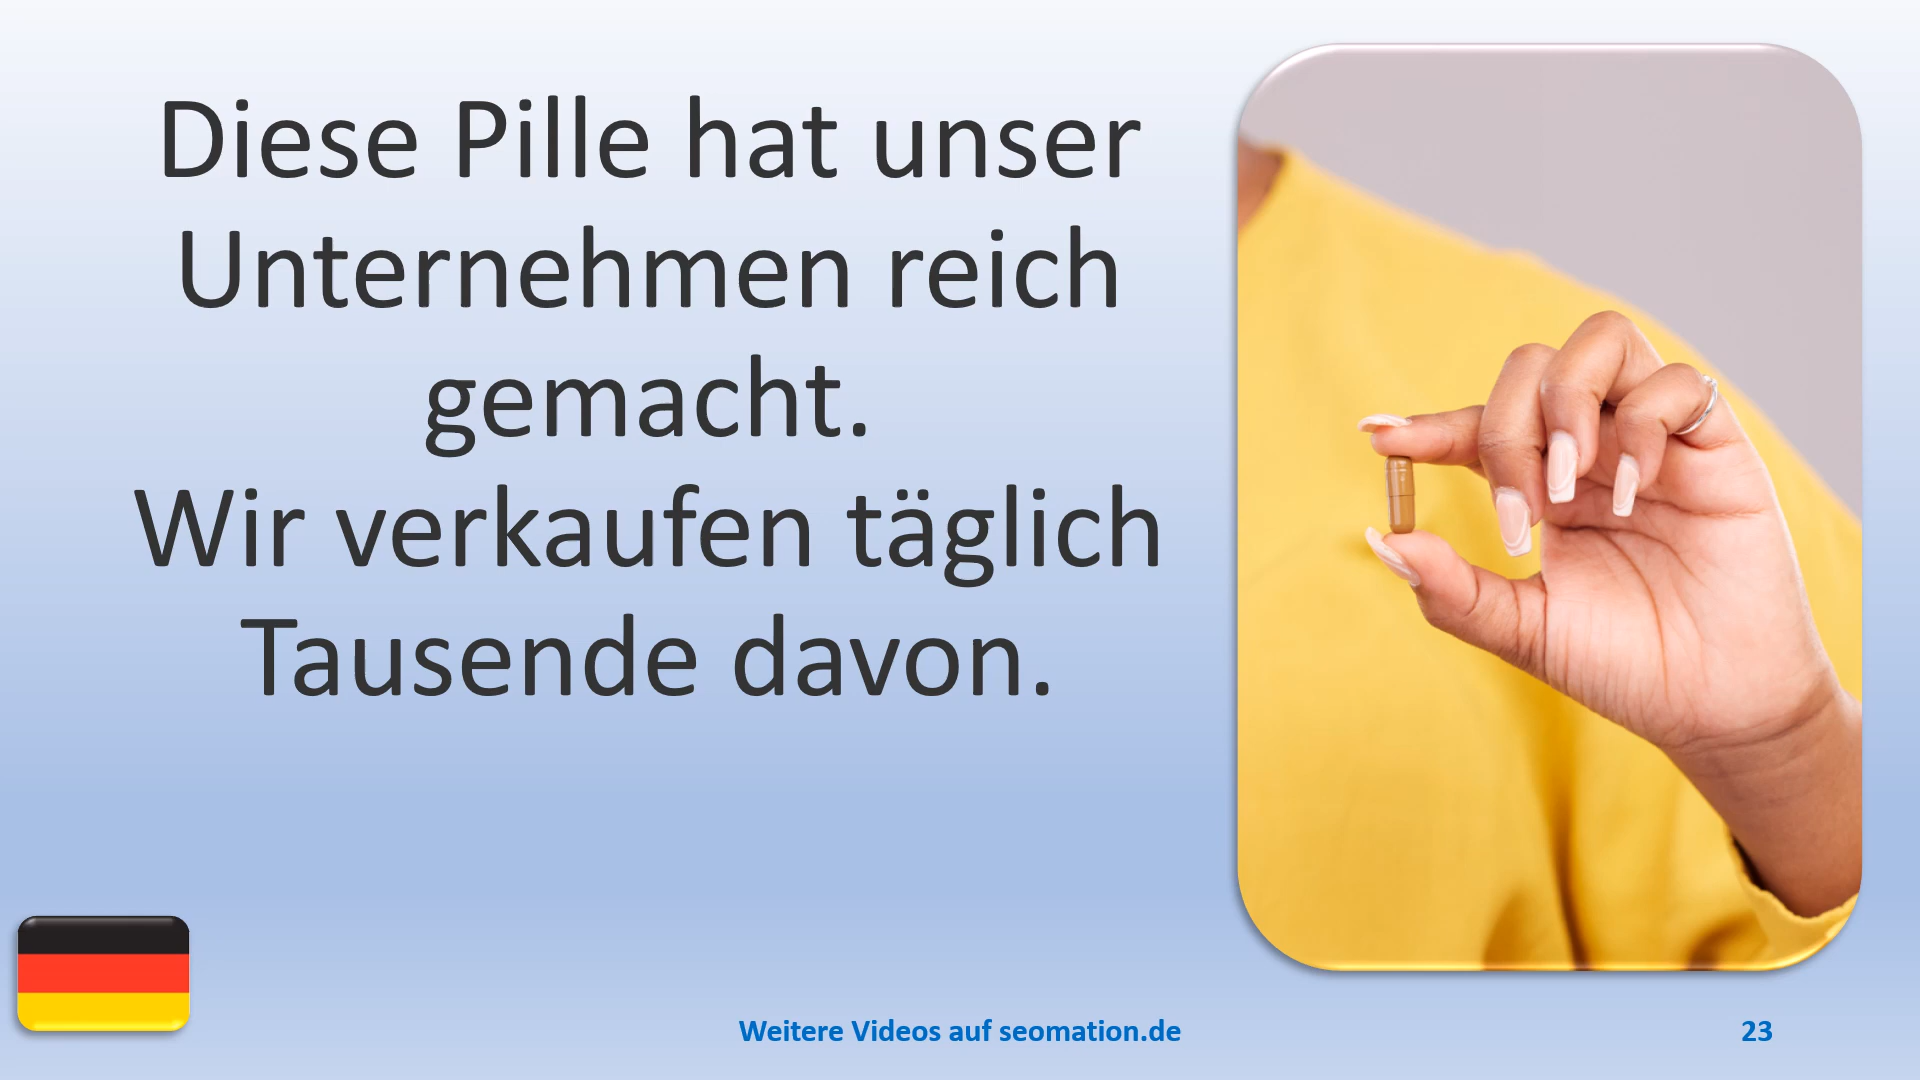 Diese Pille hat unser
Unternehmen reich
gemacht.
Wir verkaufen täglich
Tausende davon.
Weitere Videos auf seomation.de
23